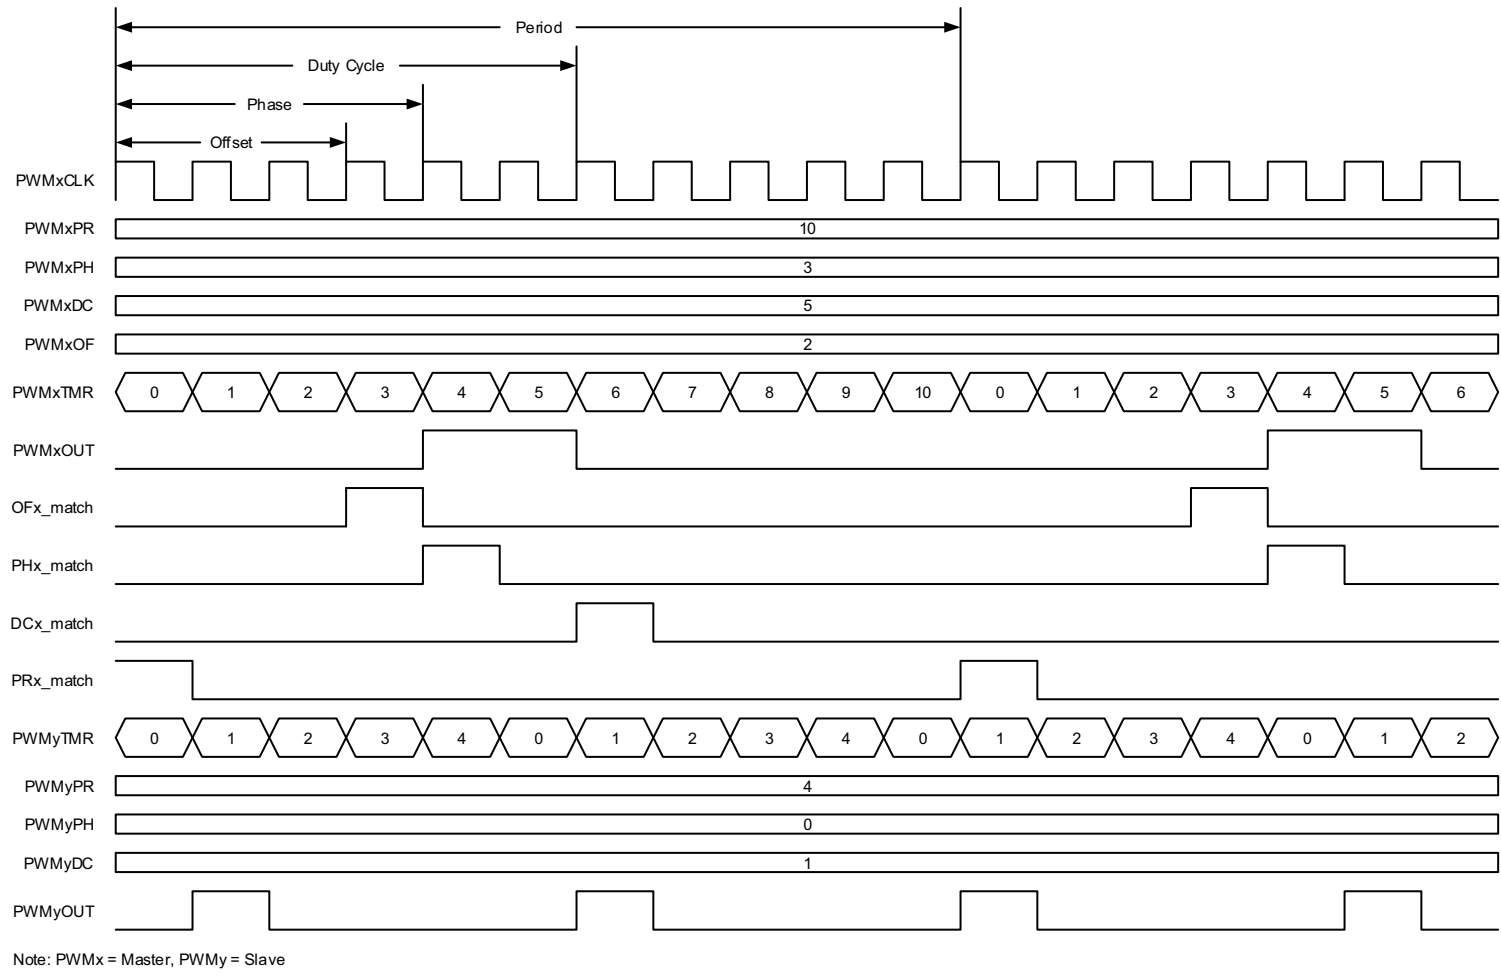 Period
Duty Cycle
Phase
Offset
PWMxCLK
PWMxPR 10
PWMxPH 3
PWMxDC 5
PWMxOF 2
PWMxTMR 0 1 2 3 4 5 6 7 8 9 10 0 1 2 3 4 5 6
PWMxOUT
OFx_match
PHx_match
DCx_match
PRx_match
PWMyTMR 0 1 2 3 4 0 1 2 3 4 0 1 2 3 4 0 1 2
PWMyPR 4
PWMyPH 0
PWMyDC 1
PWMyOUT
Note: PWMx = Master, PWMy = Slave